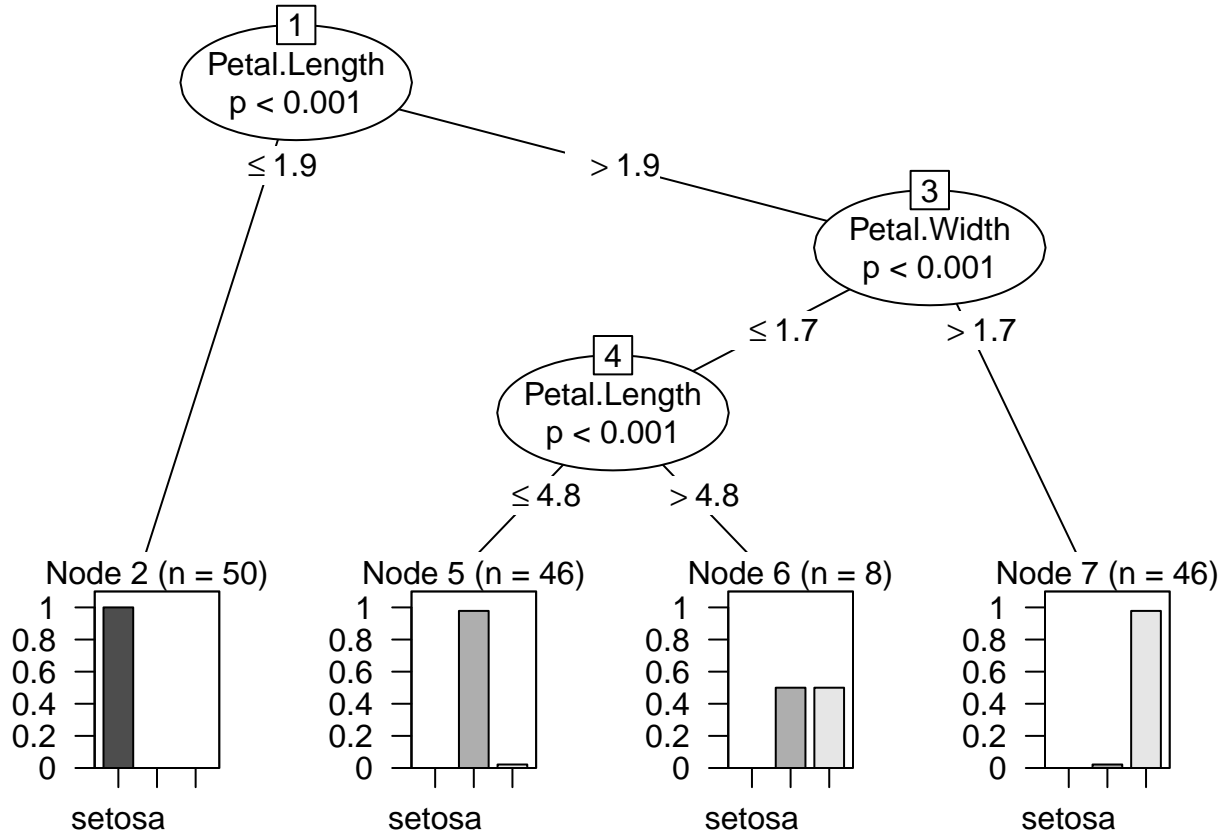 1
Petal.Length
p < 0.001
≤ 1.9
> 1.9
3
Petal.Width
p < 0.001
≤ 1.7
> 1.7
4
Petal.Length
p < 0.001
≤ 4.8
> 4.8
Node 2 (n = 50)
1
0.8
0.6
0.4
0.2
0
setosa
Node 5 (n = 46)
1
0.8
0.6
0.4
0.2
0
setosa
Node 6 (n = 8)
1
0.8
0.6
0.4
0.2
0
setosa
Node 7 (n = 46)
1
0.8
0.6
0.4
0.2
0
setosa